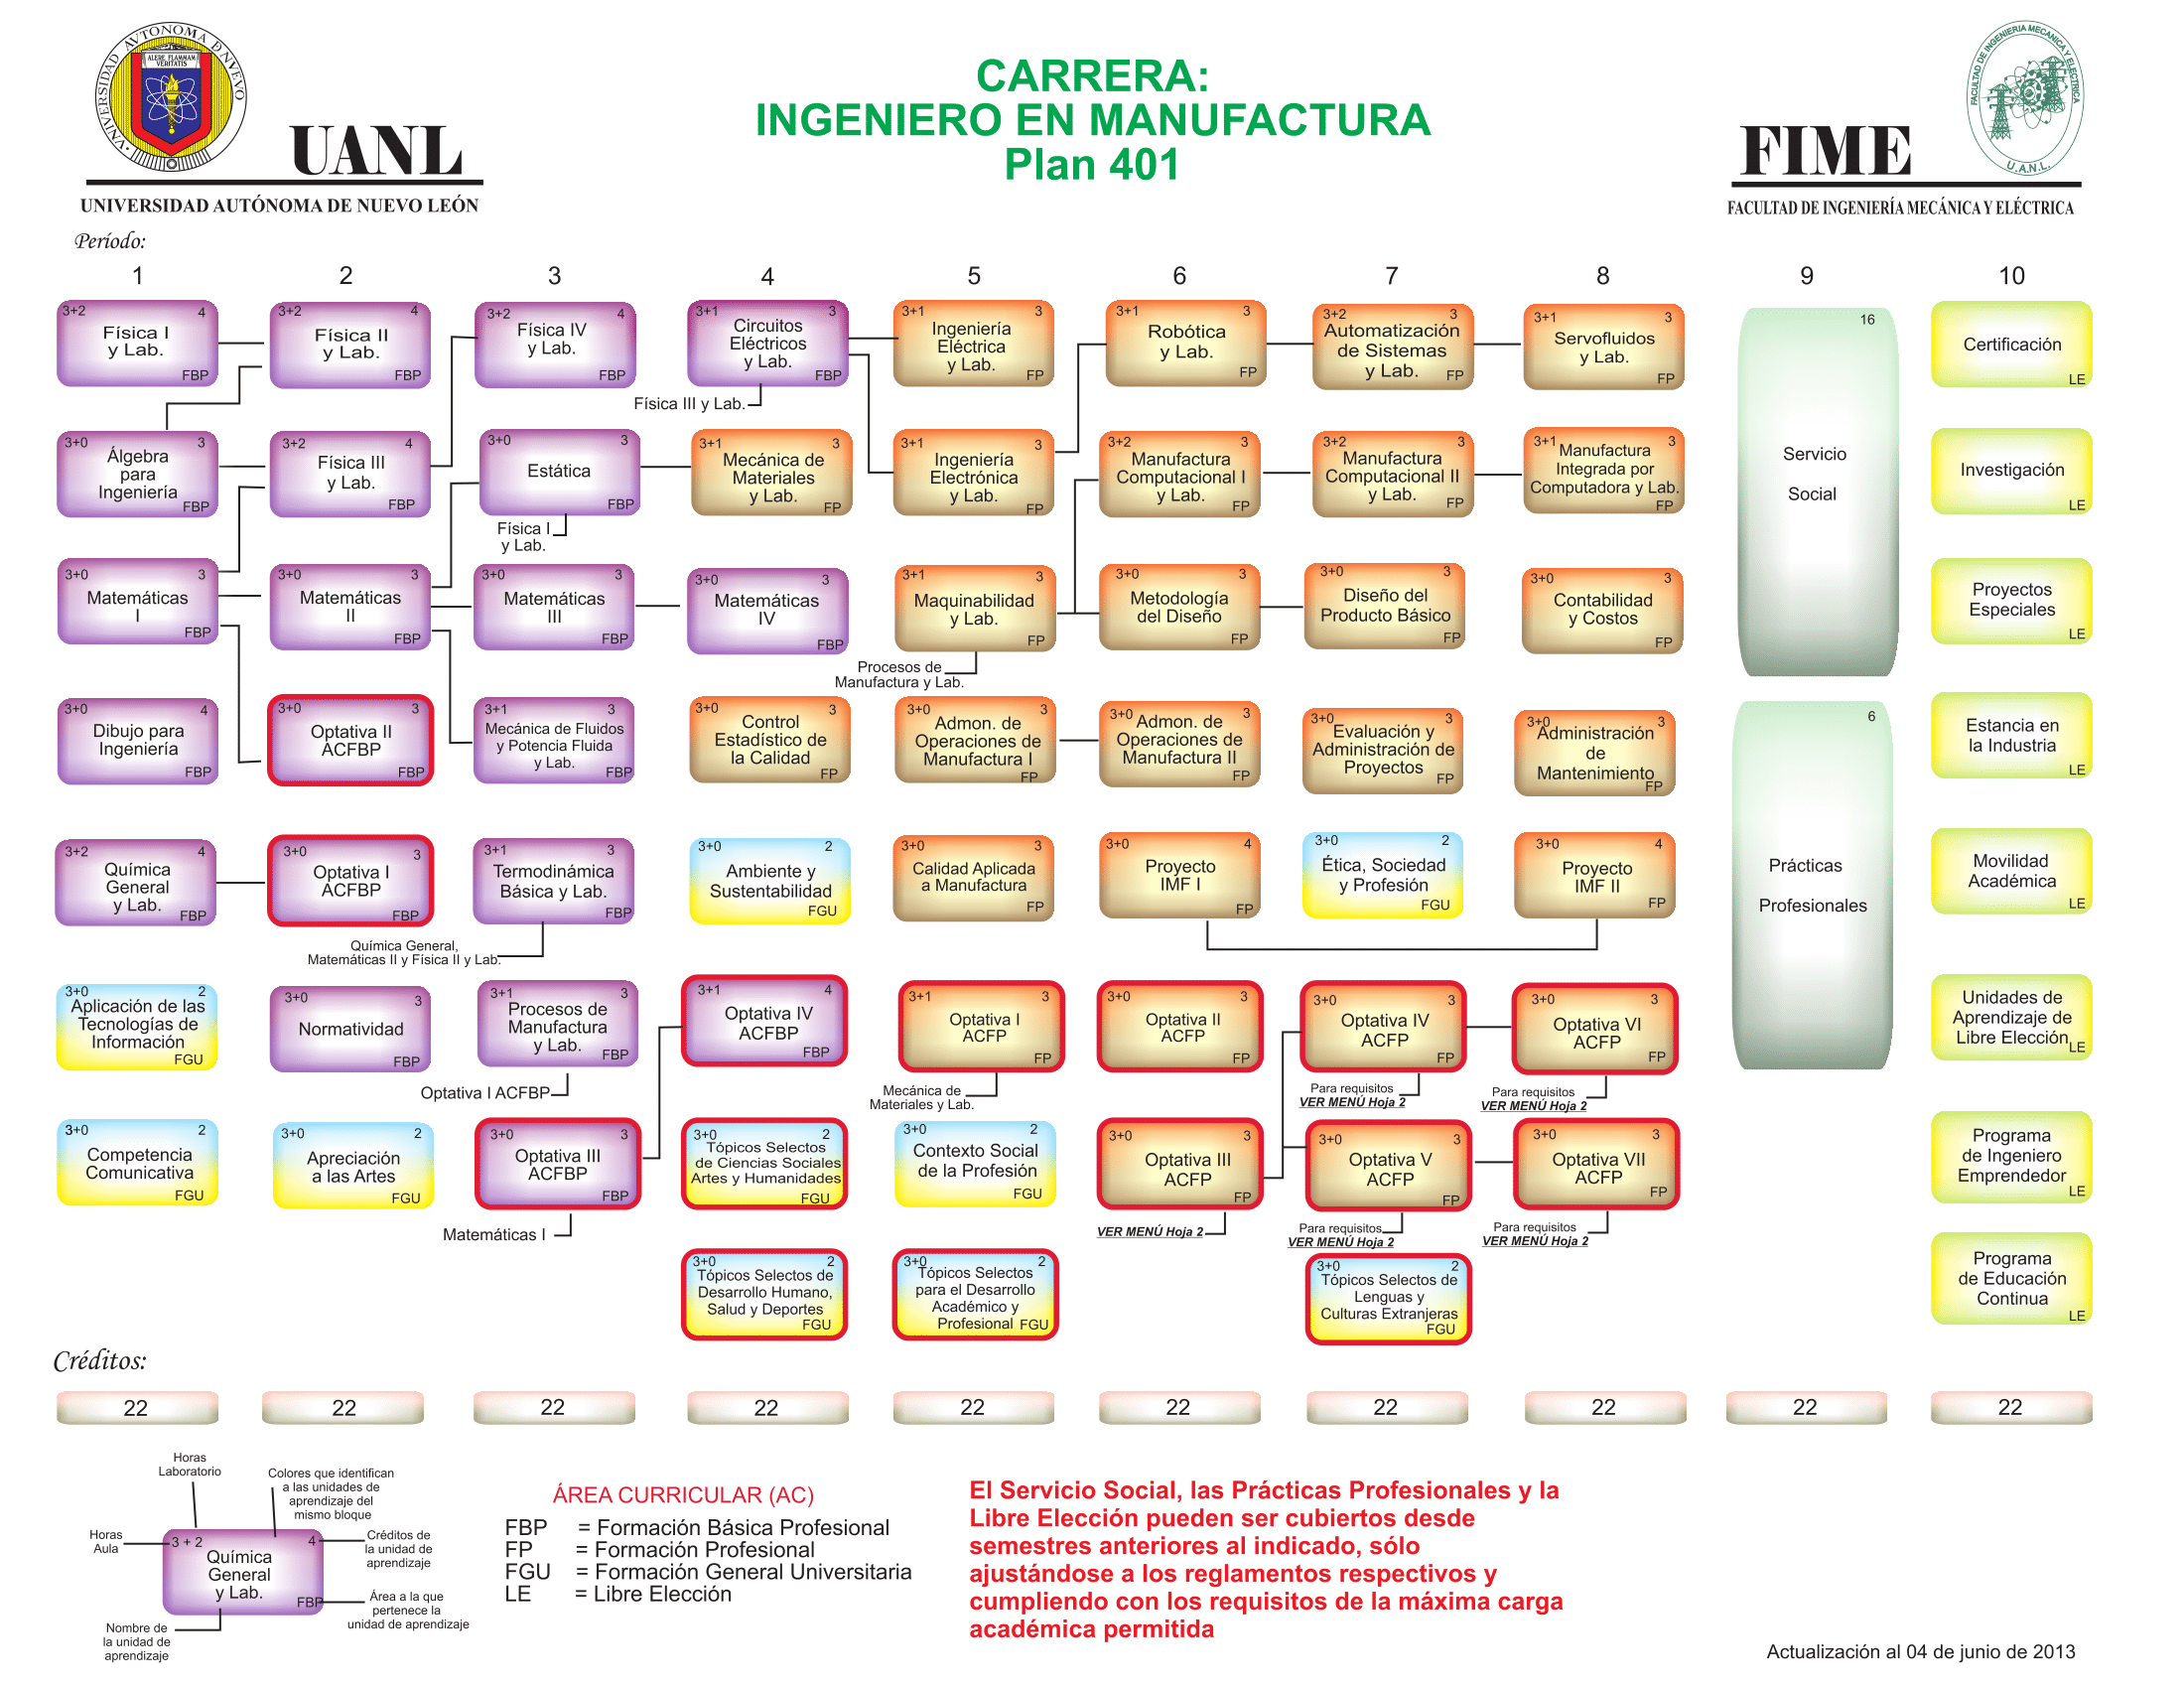 UNIVERSIDAD AUTONOMA DE NUEVO LEON
ALERE FLAMMAM
VERITATIS
UANL
UNIVERSIDAD AUTÓNOMA DE NUEVO LEÓN
CARRERA:
INGENIERO EN MANUFACTURA
Plan 401
FACULTAD DE INGENIERIA MECANICA Y ELECTRICA
U.A.N.L.
FIME
FACULTAD DE INGENIERÍA MECÁNICA Y ELÉCTRICA
Período:
1 2 3 4 5 6 7 8 9 10
3+2 4
Física I
y Lab.
FBP
3+2 4
Física II
y Lab.
FBP
3+2 4
Física IV
y Lab.
FBP
3+1 3
Circuitos
Eléctricos
y Lab.
FBP
Física III y Lab.
3+1 3
Ingeniería
Eléctrica
y Lab.
FP
3+1 3
Robótica
y Lab.
FP
3+2 3
Automatización
de Sistemas
y Lab.
FP
3+1 3
Servofluidos
y Lab.
FP
16
Servicio
Social
Certificación
LE
3+0 3
Álgebra
para
Ingeniería
FBP
3+2 4
Física III
y Lab.
FBP
3+0 3
Estática
FBP
Física I
y Lab.
3+1 3
Mecánica de
Materiales
y Lab.
FP
3+1 3
Ingeniería
Electrónica
y Lab.
FP
3+2 3
Manufactura
Computacional I
y Lab.
FP
3+2 3
Manufactura
Computacional II
y Lab.
FP
3+1 3
Manufactura
Integrada por
Computadora y Lab.
FP
Investigación
LE
3+0 3
Matemáticas
I
FBP
3+0 3
Matemáticas
II
FBP
3+0 3
Matemáticas
III
FBP
3+0 3
Matemáticas
IV
FBP
3+1 3
Maquinabilidad
y Lab.
FP
Procesos de
Manufactura y Lab.
3+0 3
Metodología
del Diseño
FP
3+0 3
Diseño del
Producto Básico
FP
3+0 3
Contabilidad
y Costos
FP
Proyectos
Especiales
LE
3+0 4
Dibujo para
Ingeniería
FBP
3+0 3
Optativa II
ACFBP
FBP
3+1 3
Mecánica de Fluidos
y Potencia Fluida
y Lab.
FBP
3+0 3
Control
Estadístico de
la Calidad
FP
3+0 3
Admon. de
Operaciones de
Manufactura I
FP
3+0 3
Admon. de
Operaciones de
Manufactura II
FP
3+0 3
Evaluación y
Administración de
Proyectos
FP
3+0 3
Administración
de
Mantenimiento
FP
6
Prácticas
Profesionales
Estancia en
la Industria
LE
3+2 4
Química
General
y Lab.
FBP
3+0 3
Optativa I
ACFBP
FBP
3+1 3
Termodinámica
Básica y Lab.
FBP
Química General,
Matemáticas II y Física II y Lab.
3+0 2
Ambiente y
Sustentabilidad
FGU
3+0 3
Calidad Aplicada
a Manufactura
FP
3+0 4
Proyecto
IMF I
FP
3+0 2
Ética, Sociedad
y Profesión
FGU
3+0 4
Proyecto
IMF II
FP
Movilidad
Académica
LE
3+0 2
Aplicación de las
Tecnologías de
Información
FGU
3+0 3
Normatividad
FBP
3+1 3
Procesos de
Manufactura
y Lab.
FBP
Optativa I ACFBP
3+1 4
Optativa IV
ACFBP
FBP
3+1 3
Optativa I
ACFP
FP
Mecánica de
Materiales y Lab.
3+0 3
Optativa II
ACFP
FP
3+0 3
Optativa IV
ACFP
FP
Para requisitos
VER MENÚ Hoja 2
3+0 3
Optativa VI
ACFP
FP
Para requisitos
VER MENÚ Hoja 2
Unidades de
Aprendizaje de
Libre Elección
LE
3+0 2
Competencia
Comunicativa
FGU
3+0 2
Apreciación
a las Artes
FGU
3+0 3
Optativa III
ACFBP
FBP
Matemáticas I
3+0 2
Tópicos Selectos
de Ciencias Sociales
Artes y Humanidades
FGU
3+0 2
Contexto Social
de la Profesión
FGU
3+0 3
Optativa III
ACFP
FP
VER MENÚ Hoja 2
3+0 3
Optativa V
ACFP
FP
Para requisitos
VER MENÚ Hoja 2
3+0 3
Optativa VII
ACFP
FP
Para requisitos
VER MENÚ Hoja 2
Programa
de Ingeniero
Emprendedor
LE
3+0 2
Tópicos Selectos de
Desarrollo Humano,
Salud y Deportes
FGU
3+0 2
Tópicos Selectos
para el Desarrollo
Académico y
Profesional FGU
3+0 2
Tópicos Selectos de
Lenguas y
Culturas Extranjeras
FGU
Programa
de Educación
Continua
LE
Créditos:
22 22 22 22 22 22 22 22 22 22
Horas
Laboratorio
Colores que identifican
a las unidades de
aprendizaje del
mismo bloque
Horas
Aula
3 + 2 4
Química
General
y Lab.
FBP
Créditos de
la unidad de
aprendizaje
Área a la que
pertenece la
unidad de aprendizaje
Nombre de
la unidad de
aprendizaje
ÁREA CURRICULAR (AC)
FBP = Formación Básica Profesional
FP = Formación Profesional
FGU = Formación General Universitaria
LE = Libre Elección
El Servicio Social, las Prácticas Profesionales y la
Libre Elección pueden ser cubiertos desde
semestres anteriores al indicado, sólo
ajustándose a los reglamentos respectivos y
cumpliendo con los requisitos de la máxima carga
académica permitida
Actualización al 04 de junio de 2013